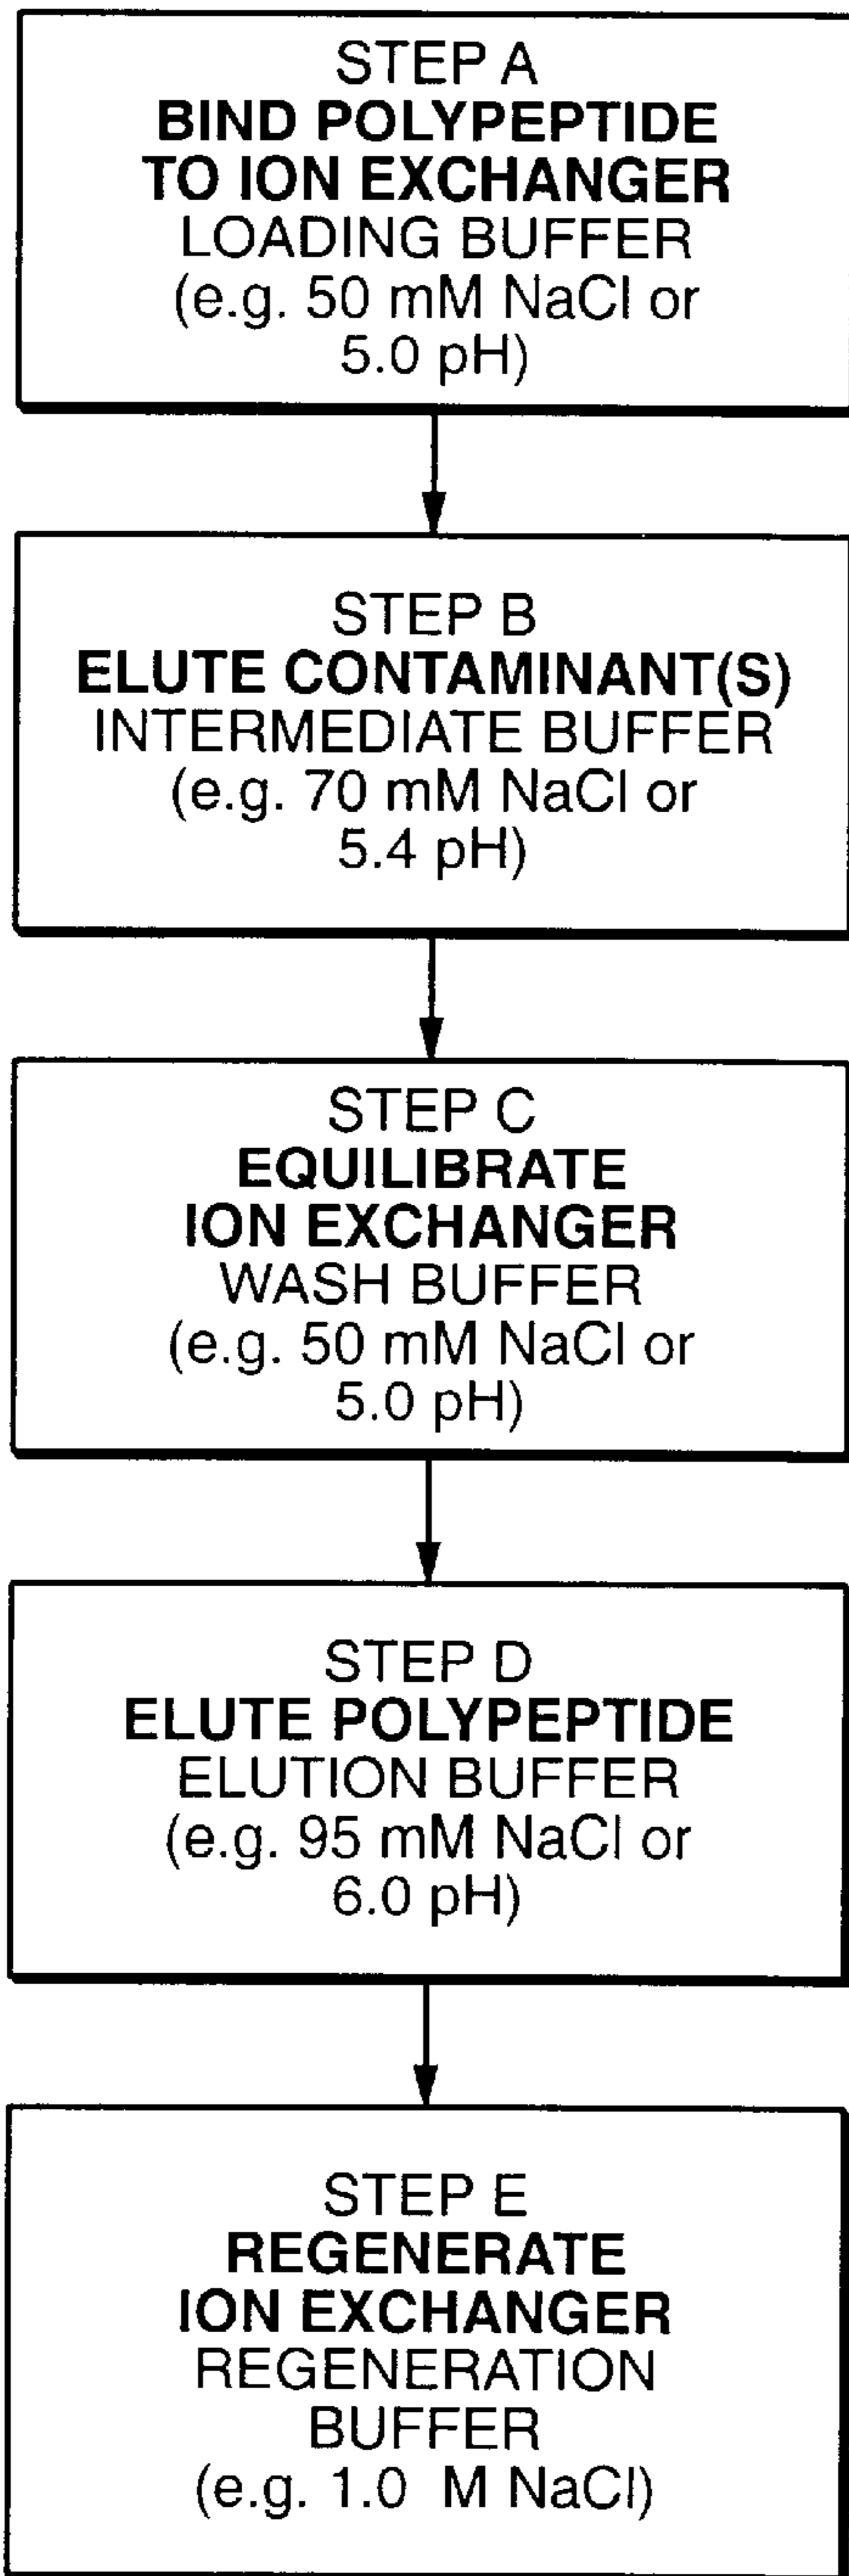 STEP A
BIND POLYPEPTIDE
TO ION EXCHANGER
LOADING BUFFER
(e.g. 50 mM NaCl or
5.0 pH)
STEP B
ELUTE CONTAMINANT(S)
INTERMEDIATE BUFFER
(e.g. 70 mM NaCl or
5.4 pH)
STEP C
EQUILIBRATE
ION EXCHANGER
WASH BUFFER
(e.g. 50 mM NaCl or
5.0 pH)
STEP D
ELUTE POLYPEPTIDE
ELUTION BUFFER
(e.g. 95 mM NaCl or
6.0 pH)
STEP E
REGENERATE
ION EXCHANGER
REGENERATION
BUFFER
(e.g. 1.0 M NaCl)